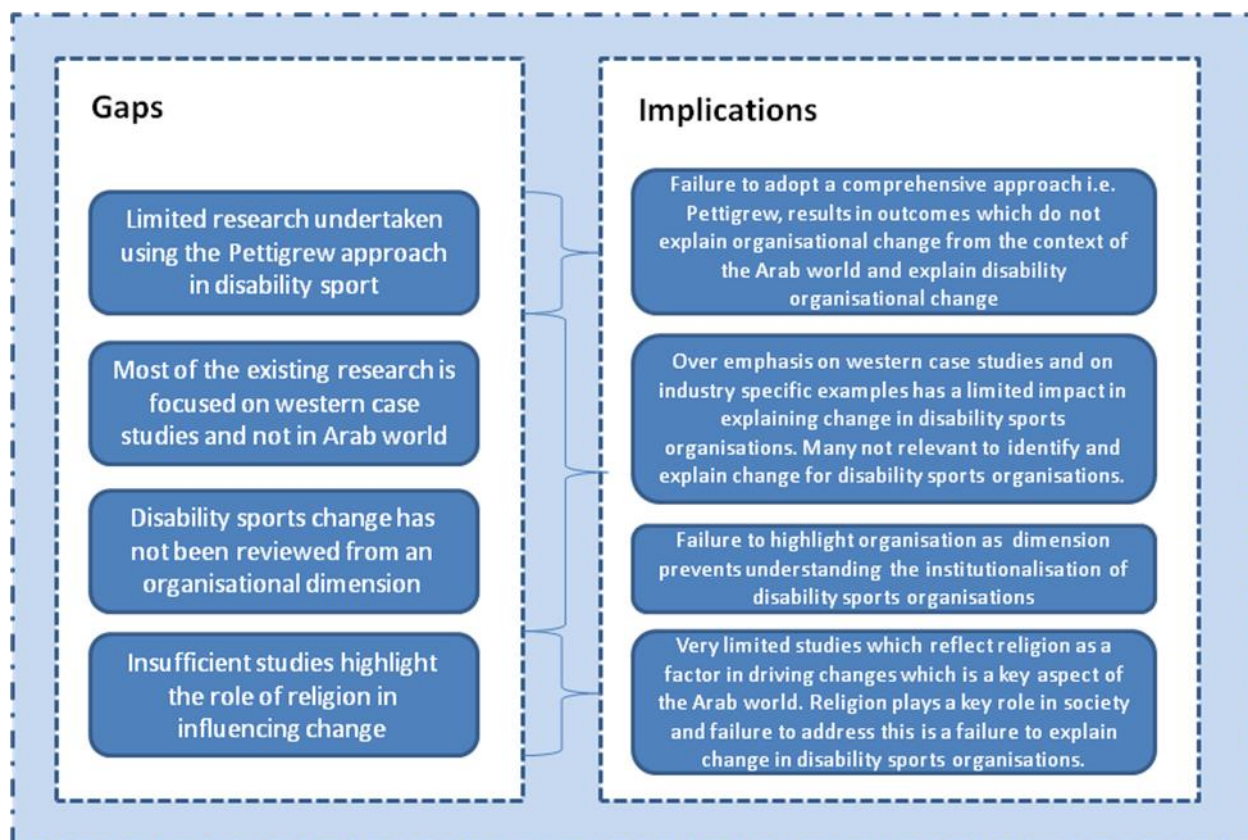 Gaps
Limited research undertaken
using the Pettigrew approach
in disability sport
Most of the existing research is
focused on western case
studies and not in Arab world
Disability sports change has
not been reviewed from an
organisational dimension
Insufficient studies highlight
the role of religion in
influencing change
Implications
Failure to adopt a comprehensive approach i.e.
Pettigrew, results in outcomes which do not
explain organisational change from the context of
the Arab world and explain disability
organisational change
Over emphasis on western case studies and on
industry specific examples has a limited impact in
explaining change in disability sports
organisations. Many not relevant to identify and
explain change for disability sports organisations.
Failure to highlight organisation as dimension
prevents understanding the institutionalisation of
disability sports organisations
Very limited studies which reflect religion as a
factor in driving changes which is a key aspect of
the Arab world. Religion plays a key role in society
and failure to address this is a failure to explain
change in disability sports organisations.